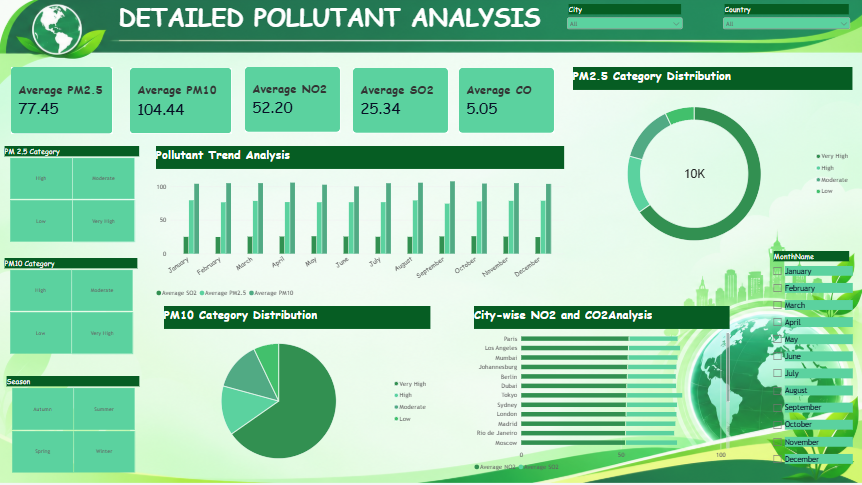 DETAILED POLLUTANT ANALYSIS
City
All
Country
All
Average PM2.5
77.45
Average PM10
104.44
Average NO2
52.20
Average SO2
25.34
Average CO
5.05
PM2.5 Category Distribution
10K
Very High
High
Moderate
Low
PM 2.5 Category
High
Moderate
Low
Very High
Pollutant Trend Analysis
100
50
0
January
February
March
April
May
June
July
August
September
October
November
December
Average SO2
Average PM2.5
Average PM10
PM10 Category
High
Moderate
Low
Very High
MonthName
January
February
March
April
May
June
July
August
September
October
November
December
PM10 Category Distribution
Very High
High
Moderate
Low
City-wise NO2 and CO2Analysis
Paris
Los Angeles
Mumbai
Johannesburg
Berlin
Dubai
Tokyo
Sydney
London
Madrid
Rio de Janeiro
Moscow
0
50
100
Average NO2
Average SO2
Season
Autumn
Summer
Spring
Winter